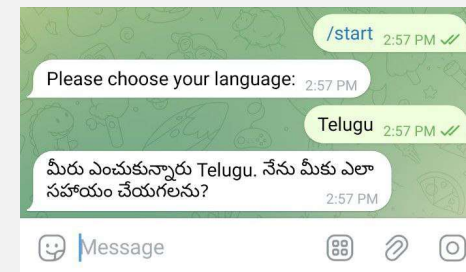 /start 2:57 PM
Please choose your language: 2:57 PM
Telugu 2:57 PM
మీరు ఎంచుకున్నారు Telugu. నేను మీకు ఎలా
సహాయం చేయగలను?
2:57 PM
Message